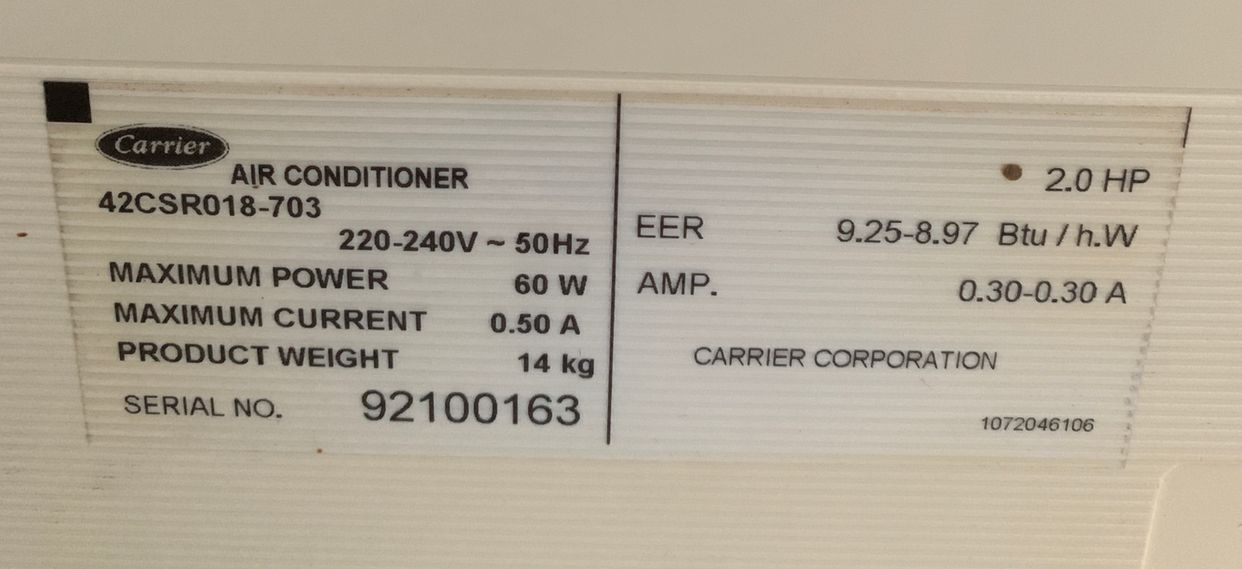 Carrier
AIR CONDITIONER
42CSR018-703
220-240V ~ 50Hz
MAXIMUM POWER 60 W
MAXIMUM CURRENT 0.50 A
PRODUCT WEIGHT 14 kg
SERIAL NO. 92100163
2.0 HP
EER 9.25-8.97 Btu / h.W
AMP. 0.30-0.30 A
CARRIER CORPORATION
1072046106